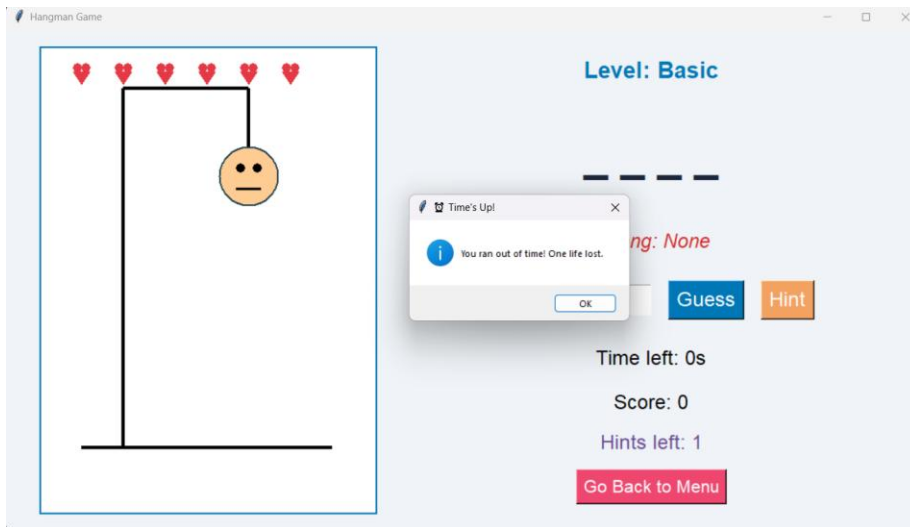 Hangman Game
Level: Basic
_ _ _ _
Time's Up!
You ran out of time! One life lost.
OK
ng: None
Guess
Hint
Time left: 0s
Score: 0
Hints left: 1
Go Back to Menu